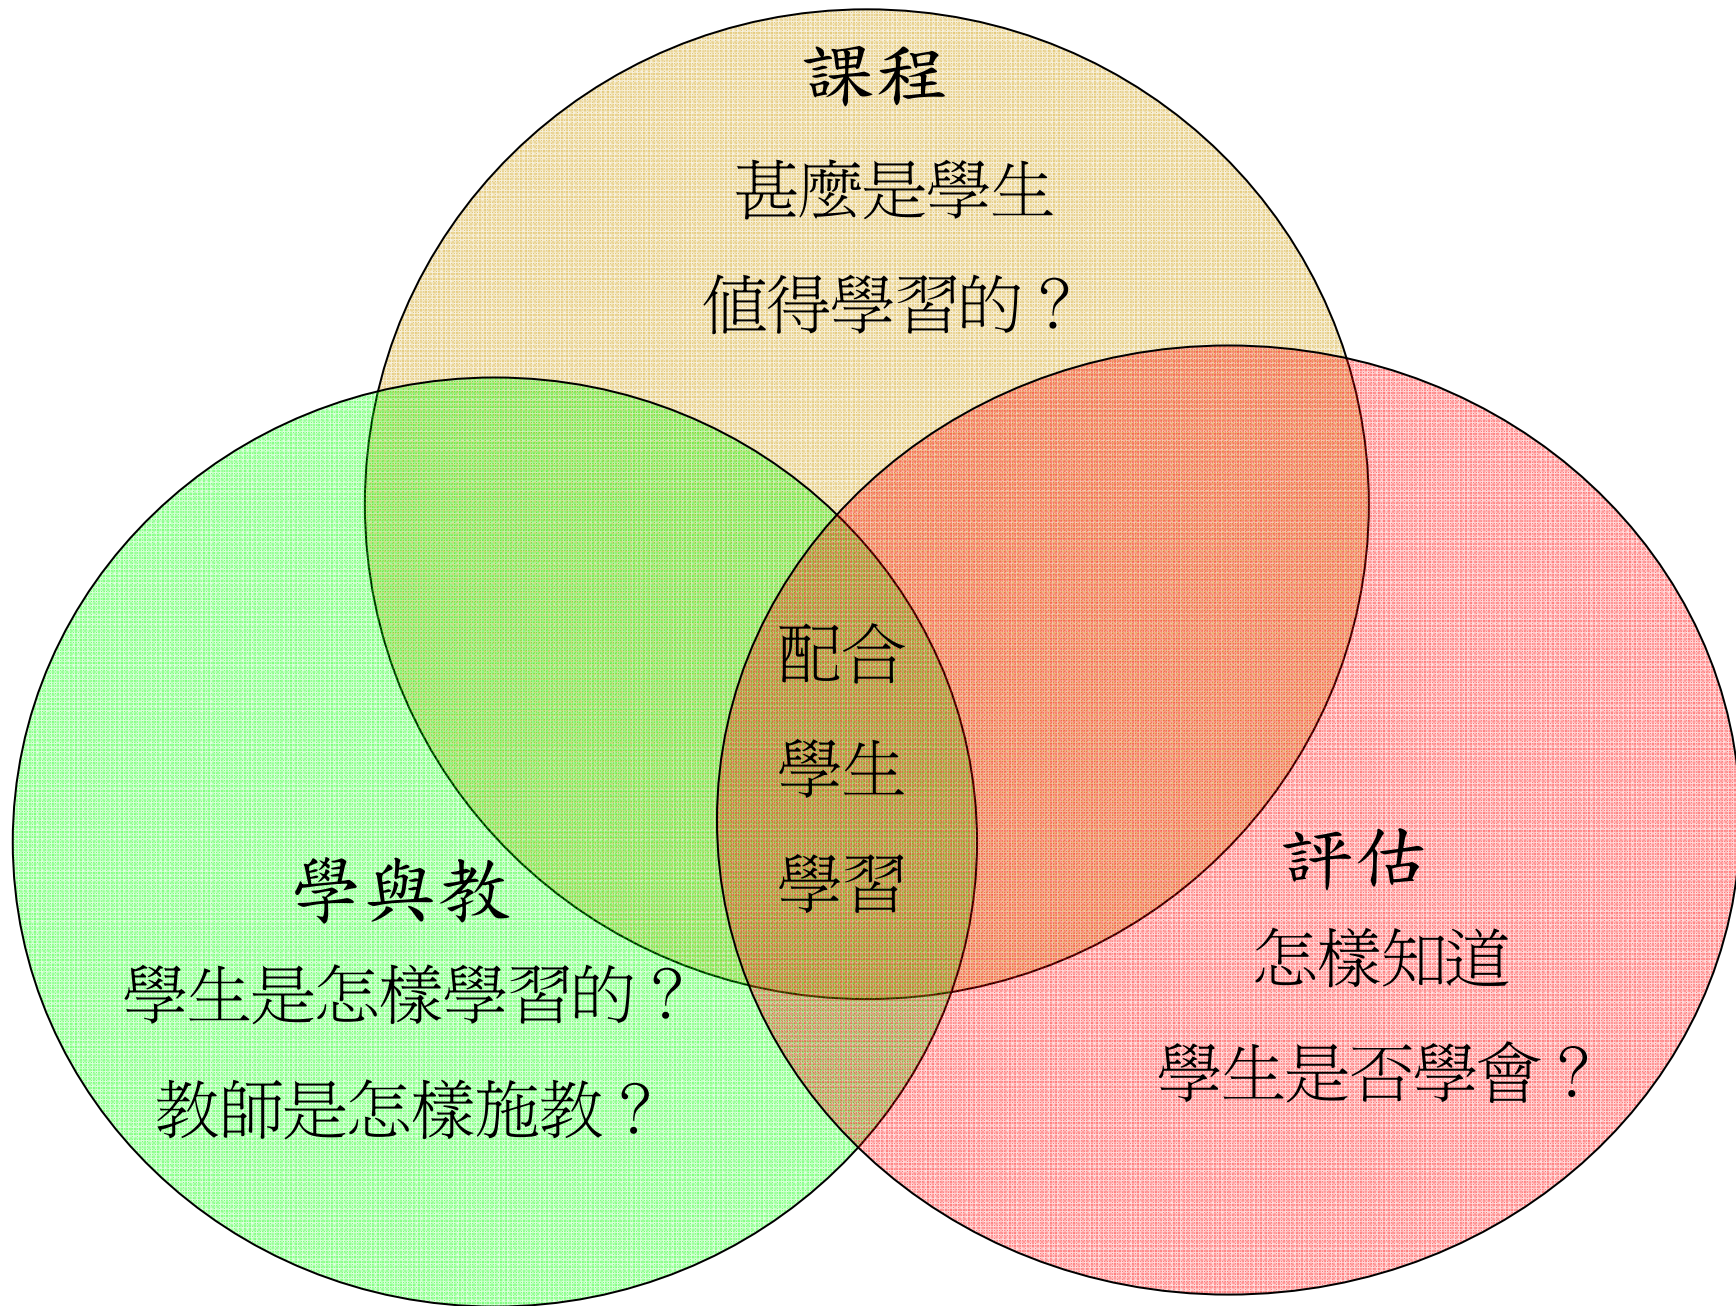 課程
甚麼是學生
值得學習的？
配合
學生
學習
學與教
學生是怎樣學習的？
教師是怎樣施教？
評估
怎樣知道
學生是否學會？